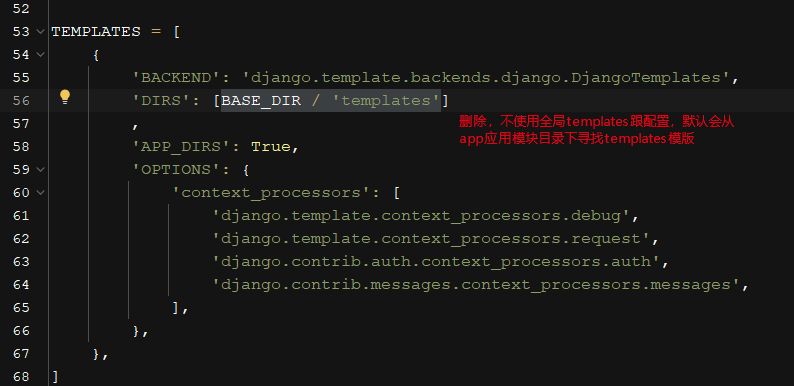 52
53 TEMPLATES = [
54     {
55         'BACKEND': 'django.template.backends.django.DjangoTemplates',
56         'DIRS': [BASE_DIR / 'templates']
57         ,
删除，不使用全局templates跟配置，默认会从
app应用模块目录下寻找templates模版
58         'APP_DIRS': True,
59         'OPTIONS': {
60             'context_processors': [
61                 'django.template.context_processors.debug',
62                 'django.template.context_processors.request',
63                 'django.contrib.auth.context_processors.auth',
64                 'django.contrib.messages.context_processors.messages',
65             ],
66         },
67     },
68 ]